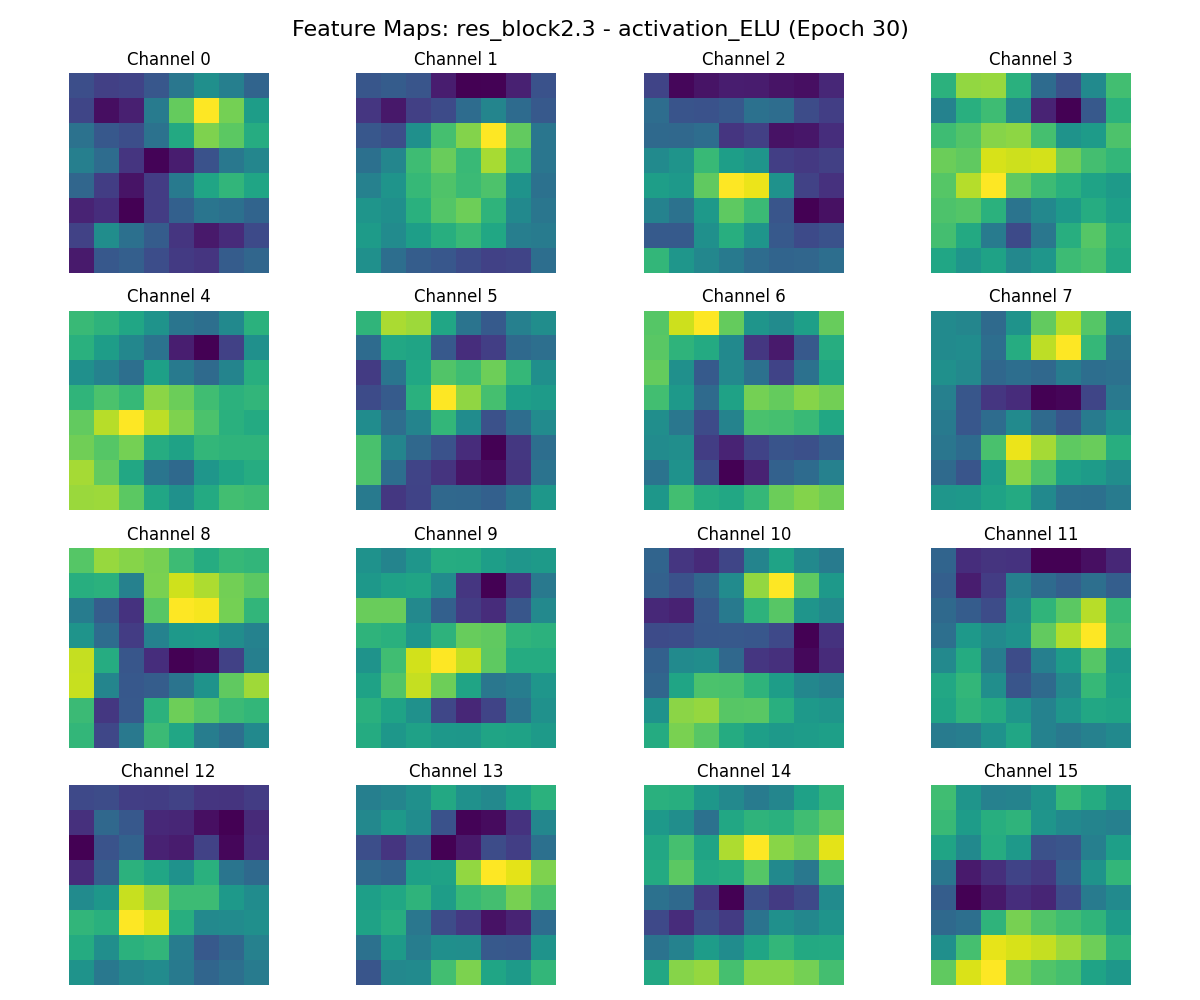 Feature Maps: res_block2.3 - activation_ELU (Epoch 30)
Channel 0 Channel 1 Channel 2 Channel 3
Channel 4 Channel 5 Channel 6 Channel 7
Channel 8 Channel 9 Channel 10 Channel 11
Channel 12 Channel 13 Channel 14 Channel 15